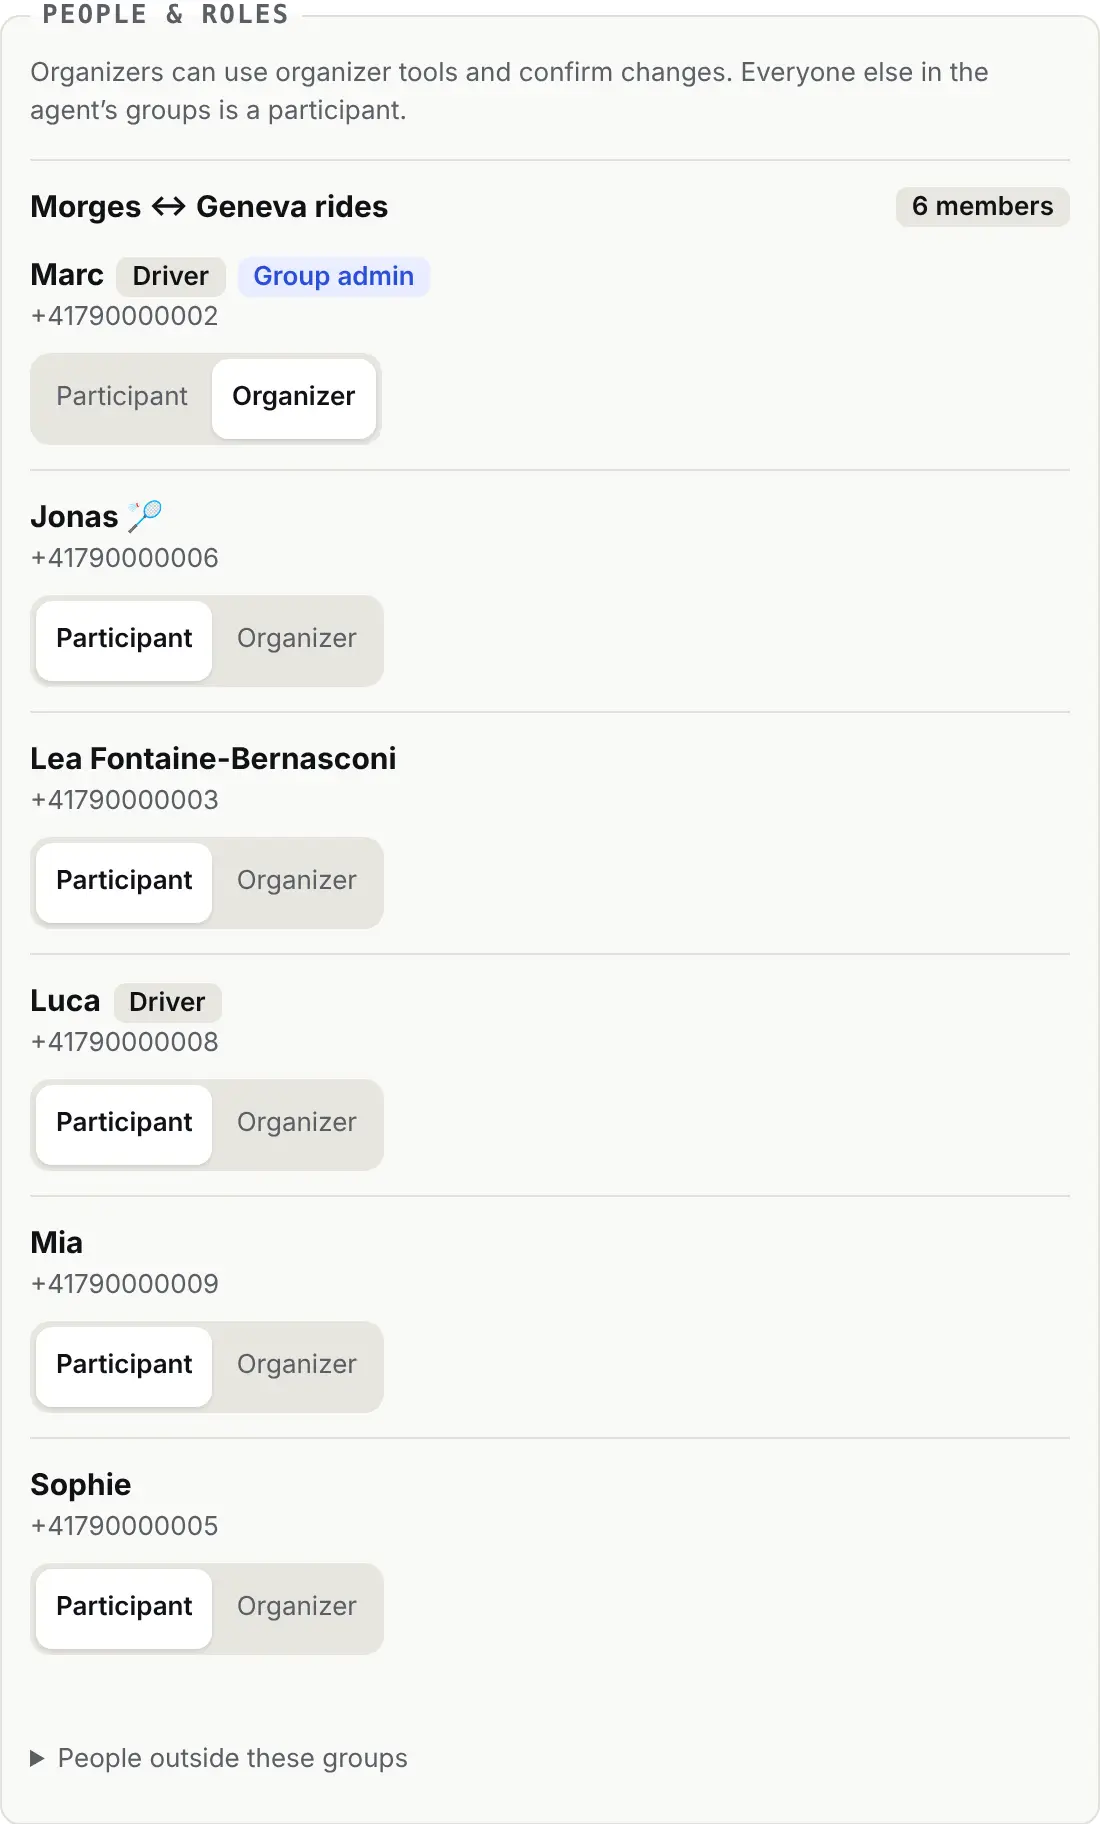 PEOPLE & ROLES
Organizers can use organizer tools and confirm changes. Everyone else in the
agent’s groups is a participant.
Morges ↔ Geneva rides 6 members
Marc Driver Group admin
+41790000002
Participant Organizer
Jonas 🏸
+41790000006
Participant Organizer
Lea Fontaine-Bernasconi
+41790000003
Participant Organizer
Luca Driver
+41790000008
Participant Organizer
Mia
+41790000009
Participant Organizer
Sophie
+41790000005
Participant Organizer
▶ People outside these groups